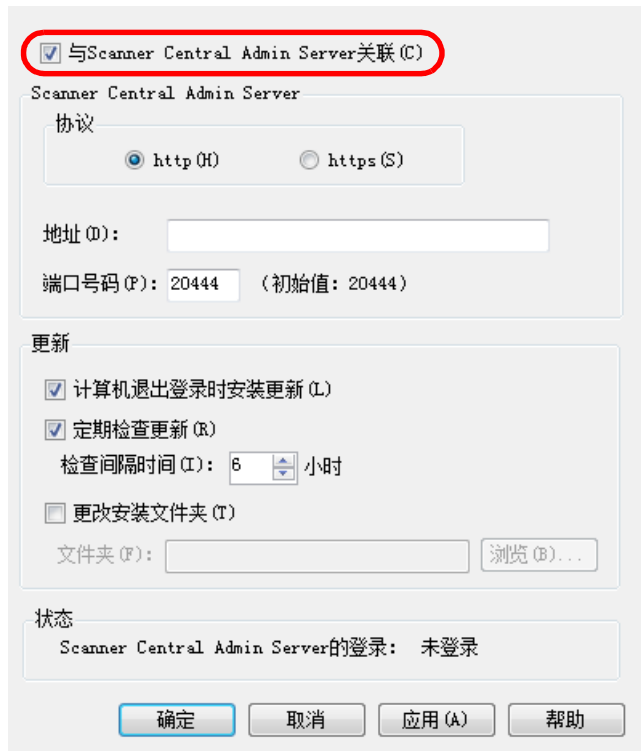 与Scanner Central Admin Server关联(C)
Scanner Central Admin Server
协议
http(H) https(S)
地址(D):
端口号码(P): 20444 (初始值: 20444)
更新
计算机退出登录时安装更新(L)
定期检查更新(R)
检查间隔时间(I): 6 小时
更改安装文件夹(T)
文件夹(F): 浏览(B)...
状态
Scanner Central Admin Server的登录: 未登录
确定 取消 应用(A) 帮助